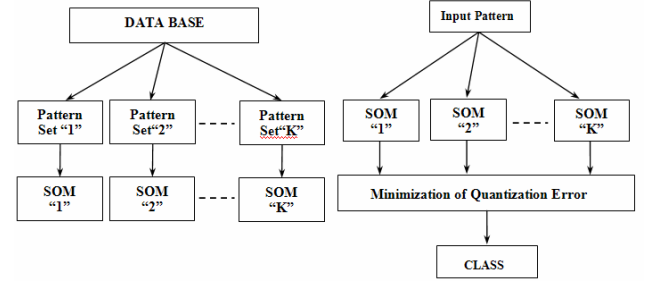 DATA BASE
Pattern
Set “1”
Pattern
Set“2”
Pattern
Set“K”
SOM
“1”
SOM
“2”
SOM
“K”
Input Pattern
SOM
“1”
SOM
“2”
SOM
“K”
Minimization of Quantization Error
CLASS